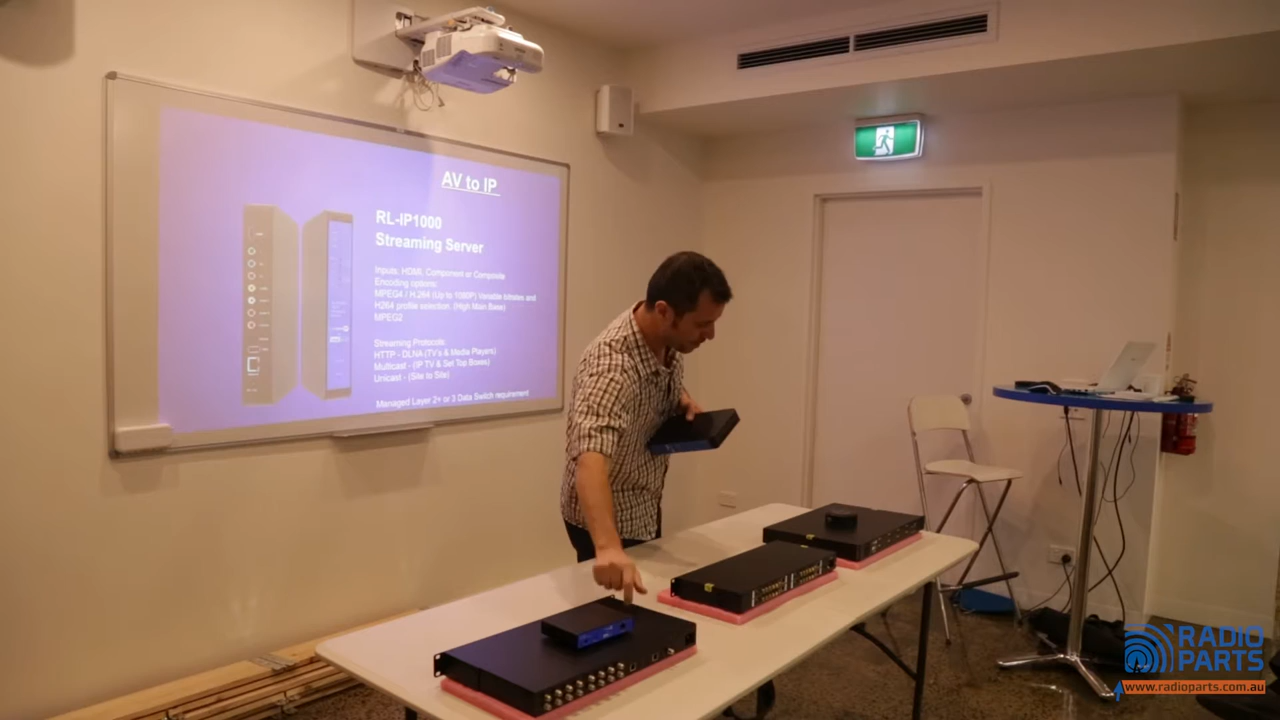 AV to IP
RL-IP1000
Streaming Server
Inputs: HDMI, Component or Composite
Encoding options:
MPEG4 / H.264 (Up to 1080P) Variable bitrates and
H264 profile selection. (High Main Base)
MPEG2
Streaming Protocols:
HTTP - DLNA (TV's & Media Players)
Multicast - (IP TV & Set Top Boxes)
Unicast - (Site to Site)
Managed Layer 2+ or 3 Data Switch requirement
RADIO
PARTS
www.radioparts.com.au